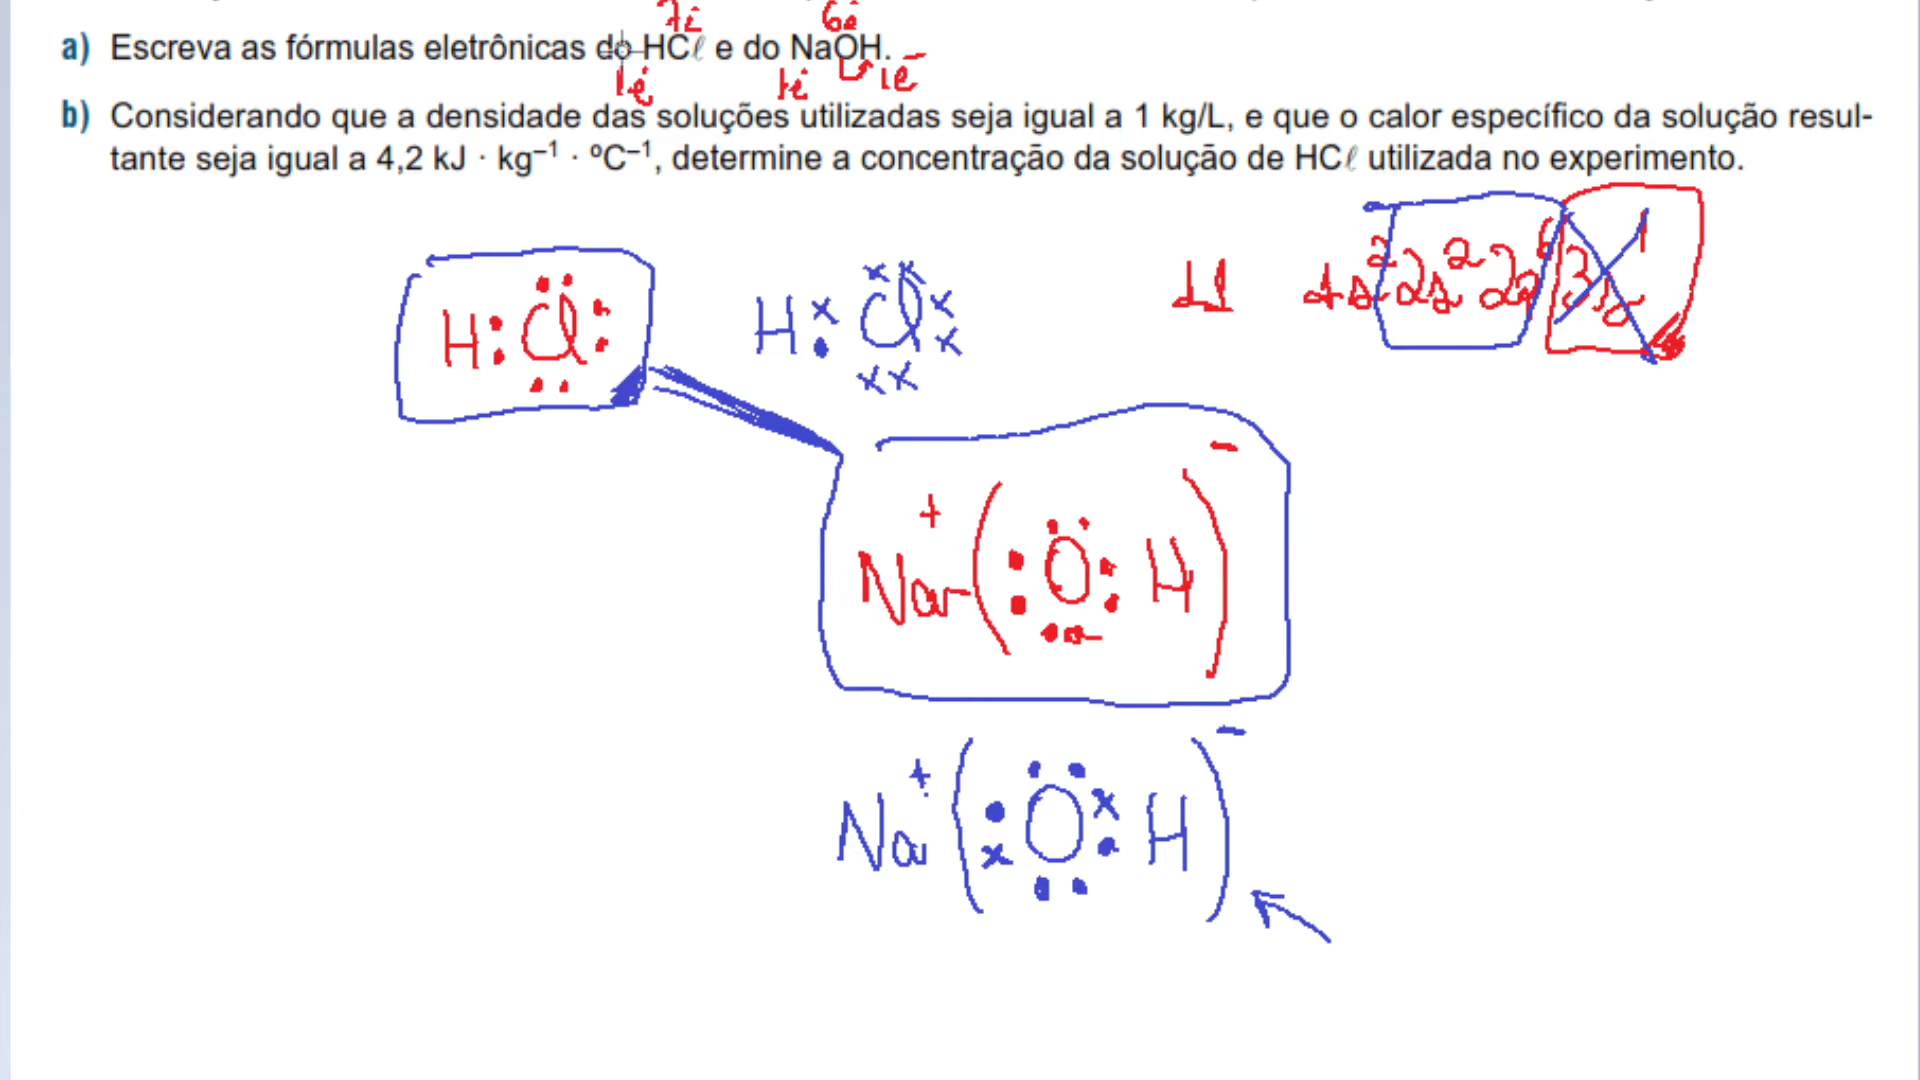 7é 6é
a) Escreva as fórmulas eletrônicas do HCℓ e do NaOH.
1é 1é 1é
b) Considerando que a densidade das soluções utilizadas seja igual a 1 kg/L, e que o calor específico da solução resul-
tante seja igual a 4,2 kJ · kg⁻¹ · ºC⁻¹, determine a concentração da solução de HCℓ utilizada no experimento.
H Cl H Cl 11 1s² 2s² 2p⁶ 3s¹
Na⁺ ( O H )⁻
Na⁺ ( O H )⁻